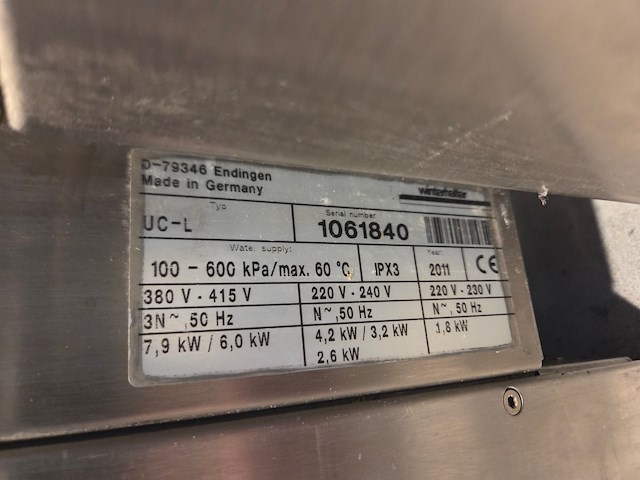 D-79346 Endingen
Made in Germany
winterhalter
Typ
UC-L
Serial number
1061840
Water supply:
100 - 600 kPa/max. 60 °C
IPX3
Year:
2011
CE
380 V - 415 V
220 V - 240 V
220 V - 230 V
3N~, 50 Hz
N~, 50 Hz
N~, 50 Hz
7,9 kW / 6,0 kW
4,2 kW / 3,2 kW
1,8 kW
2,6 kW